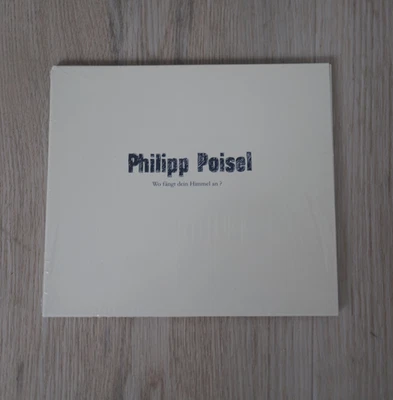 Philipp Poisel
Wo fängt dein Himmel an ?